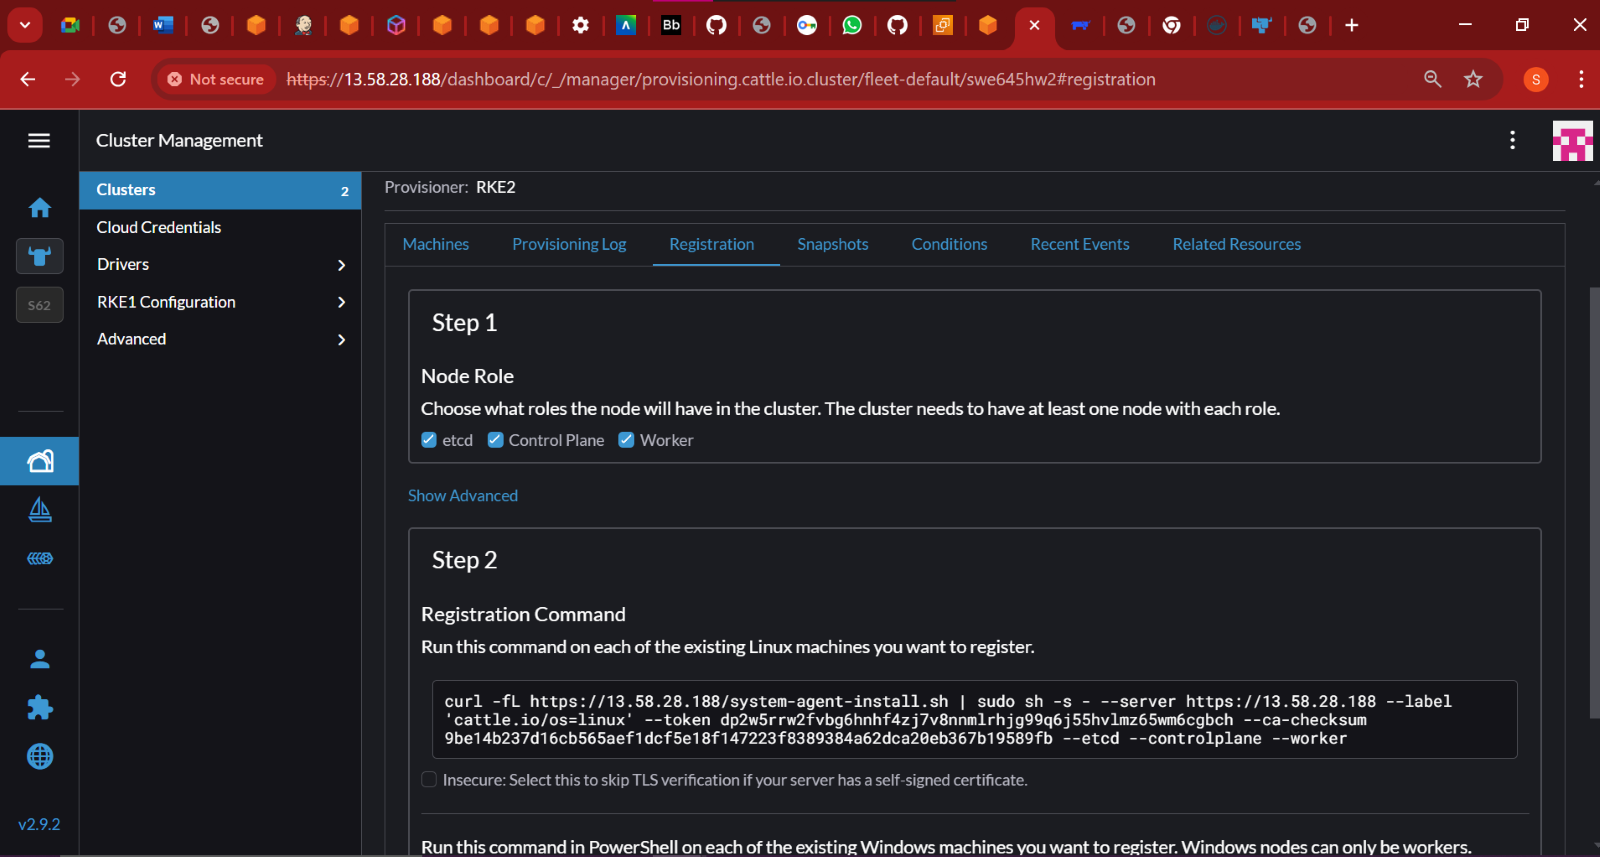 Bb
Not secure
https://13.58.28.188/dashboard/c/_/manager/provisioning.cattle.io.cluster/fleet-default/swe645hw2#registration
S
Cluster Management
Clusters 2
Cloud Credentials
Drivers
RKE1 Configuration
Advanced
S62
v2.9.2
Provisioner: RKE2
Machines Provisioning Log Registration Snapshots Conditions Recent Events Related Resources
Step 1
Node Role
Choose what roles the node will have in the cluster. The cluster needs to have at least one node with each role.
etcd Control Plane Worker
Show Advanced
Step 2
Registration Command
Run this command on each of the existing Linux machines you want to register.
curl -fL https://13.58.28.188/system-agent-install.sh | sudo sh -s - --server https://13.58.28.188 --label
'cattle.io/os=linux' --token dp2w5rrw2fvbg6hnhf4zj7v8nnmlrhjg99q6j55hvlmz65wm6cgbch --ca-checksum
9be14b237d16cb565aef1dcf5e18f147223f8389384a62dca20eb367b19589fb --etcd --controlplane --worker
Insecure: Select this to skip TLS verification if your server has a self-signed certificate.
Run this command in PowerShell on each of the existing Windows machines you want to register. Windows nodes can only be workers.